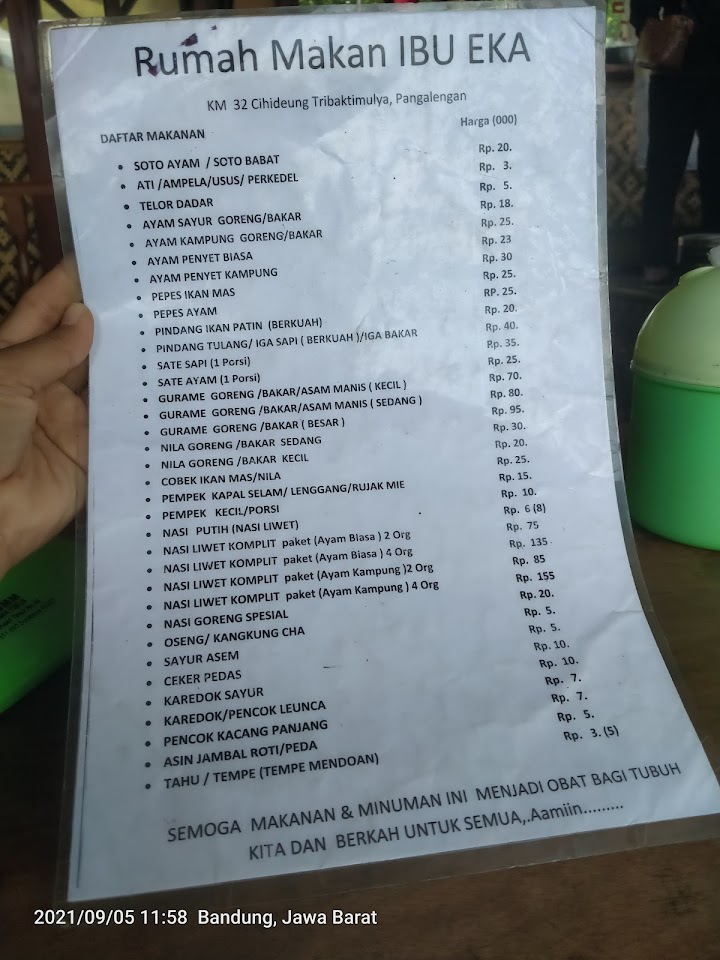 Rumah Makan IBU EKA
KM 32 Cihideung Tribaktimulya, Pangalengan
DAFTAR MAKANAN Harga (000)
• SOTO AYAM / SOTO BABAT Rp. 20.
• ATI /AMPELA/USUS/ PERKEDEL Rp. 3.
• TELOR DADAR Rp. 5.
• AYAM SAYUR GORENG/BAKAR Rp. 18.
• AYAM KAMPUNG GORENG/BAKAR Rp. 25.
• AYAM PENYET BIASA Rp. 23
• AYAM PENYET KAMPUNG Rp. 30
• PEPES IKAN MAS Rp. 25.
• PEPES AYAM RP. 25.
• PINDANG IKAN PATIN (BERKUAH) Rp. 20.
• PINDANG TULANG/ IGA SAPI ( BERKUAH )/IGA BAKAR Rp. 40.
• SATE SAPI (1 Porsi) Rp. 35.
• SATE AYAM (1 Porsi) Rp. 25.
• GURAME GORENG /BAKAR/ASAM MANIS ( KECIL ) Rp. 70.
• GURAME GORENG /BAKAR/ASAM MANIS ( SEDANG ) Rp. 80.
• GURAME GORENG /BAKAR ( BESAR ) Rp. 95.
• NILA GORENG /BAKAR SEDANG Rp. 30.
• NILA GORENG /BAKAR KECIL Rp. 20.
• COBEK IKAN MAS/NILA Rp. 25.
• PEMPEK KAPAL SELAM/ LENGGANG/RUJAK MIE Rp. 15.
• PEMPEK KECIL/PORSI Rp. 10.
• NASI PUTIH (NASI LIWET) Rp. 6 (8)
• NASI LIWET KOMPLIT paket (Ayam Biasa ) 2 Org Rp. 75
• NASI LIWET KOMPLIT paket (Ayam Biasa ) 4 Org Rp. 135
• NASI LIWET KOMPLIT paket (Ayam Kampung )2 Org Rp. 85
• NASI LIWET KOMPLIT paket (Ayam Kampung ) 4 Org Rp. 155
• NASI GORENG SPESIAL Rp. 20.
• OSENG/ KANGKUNG CHA Rp. 5.
• SAYUR ASEM Rp. 5.
• CEKER PEDAS Rp. 10.
• KAREDOK SAYUR Rp. 10.
• KAREDOK/PENCOK LEUNCA Rp. 7.
• PENCOK KACANG PANJANG Rp. 7.
• ASIN JAMBAL ROTI/PEDA Rp. 5.
• TAHU / TEMPE (TEMPE MENDOAN) Rp. 3. (5)
SEMOGA MAKANAN & MINUMAN INI MENJADI OBAT BAGI TUBUH
KITA DAN BERKAH UNTUK SEMUA,.Aamiin.........
2021/09/05 11:58 Bandung, Jawa Barat